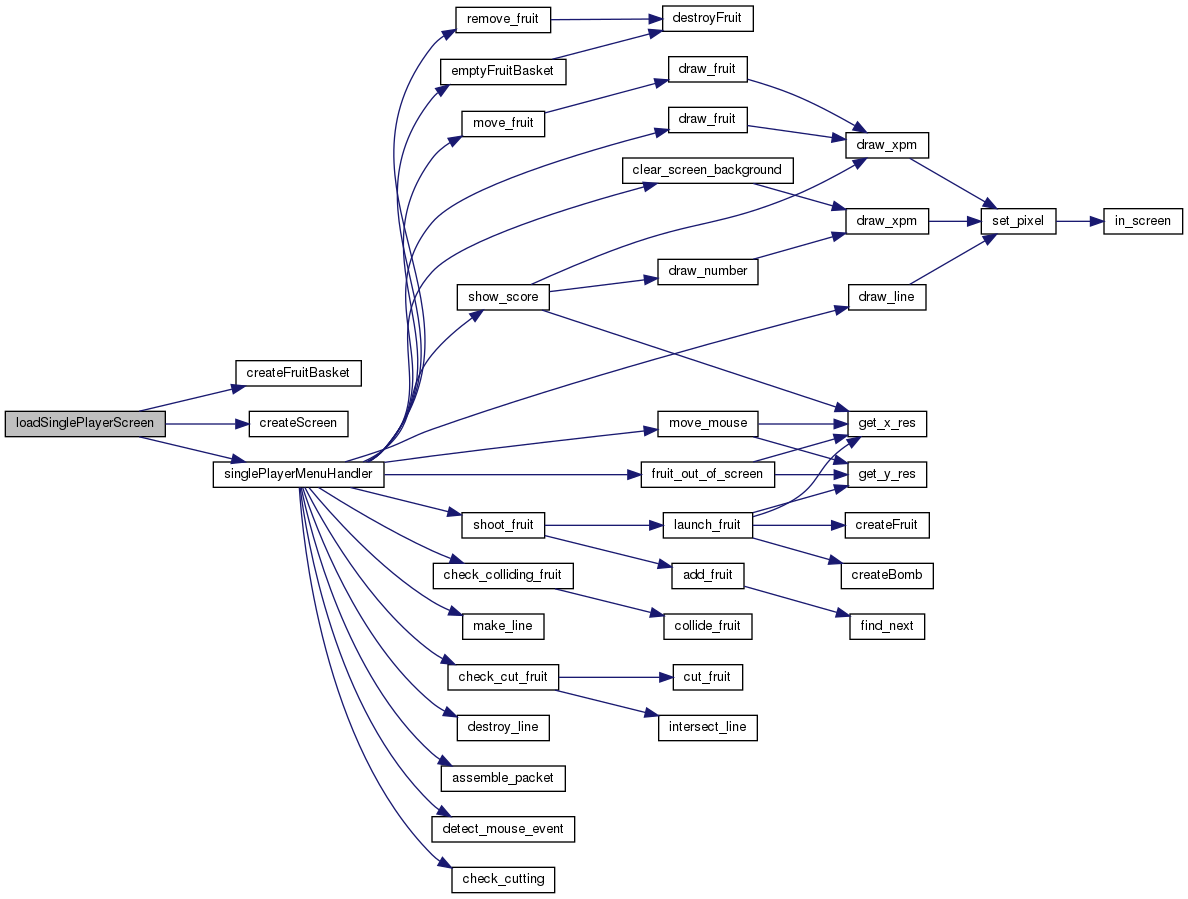 remove_fruit
destroyFruit
emptyFruitBasket
draw_fruit
move_fruit
draw_fruit
draw_xpm
clear_screen_background
draw_xpm
set_pixel
in_screen
draw_number
show_score
draw_line
createFruitBasket
loadSinglePlayerScreen
createScreen
move_mouse
get_x_res
singlePlayerMenuHandler
fruit_out_of_screen
get_y_res
shoot_fruit
launch_fruit
createFruit
check_colliding_fruit
add_fruit
createBomb
make_line
collide_fruit
find_next
check_cut_fruit
cut_fruit
destroy_line
intersect_line
assemble_packet
detect_mouse_event
check_cutting